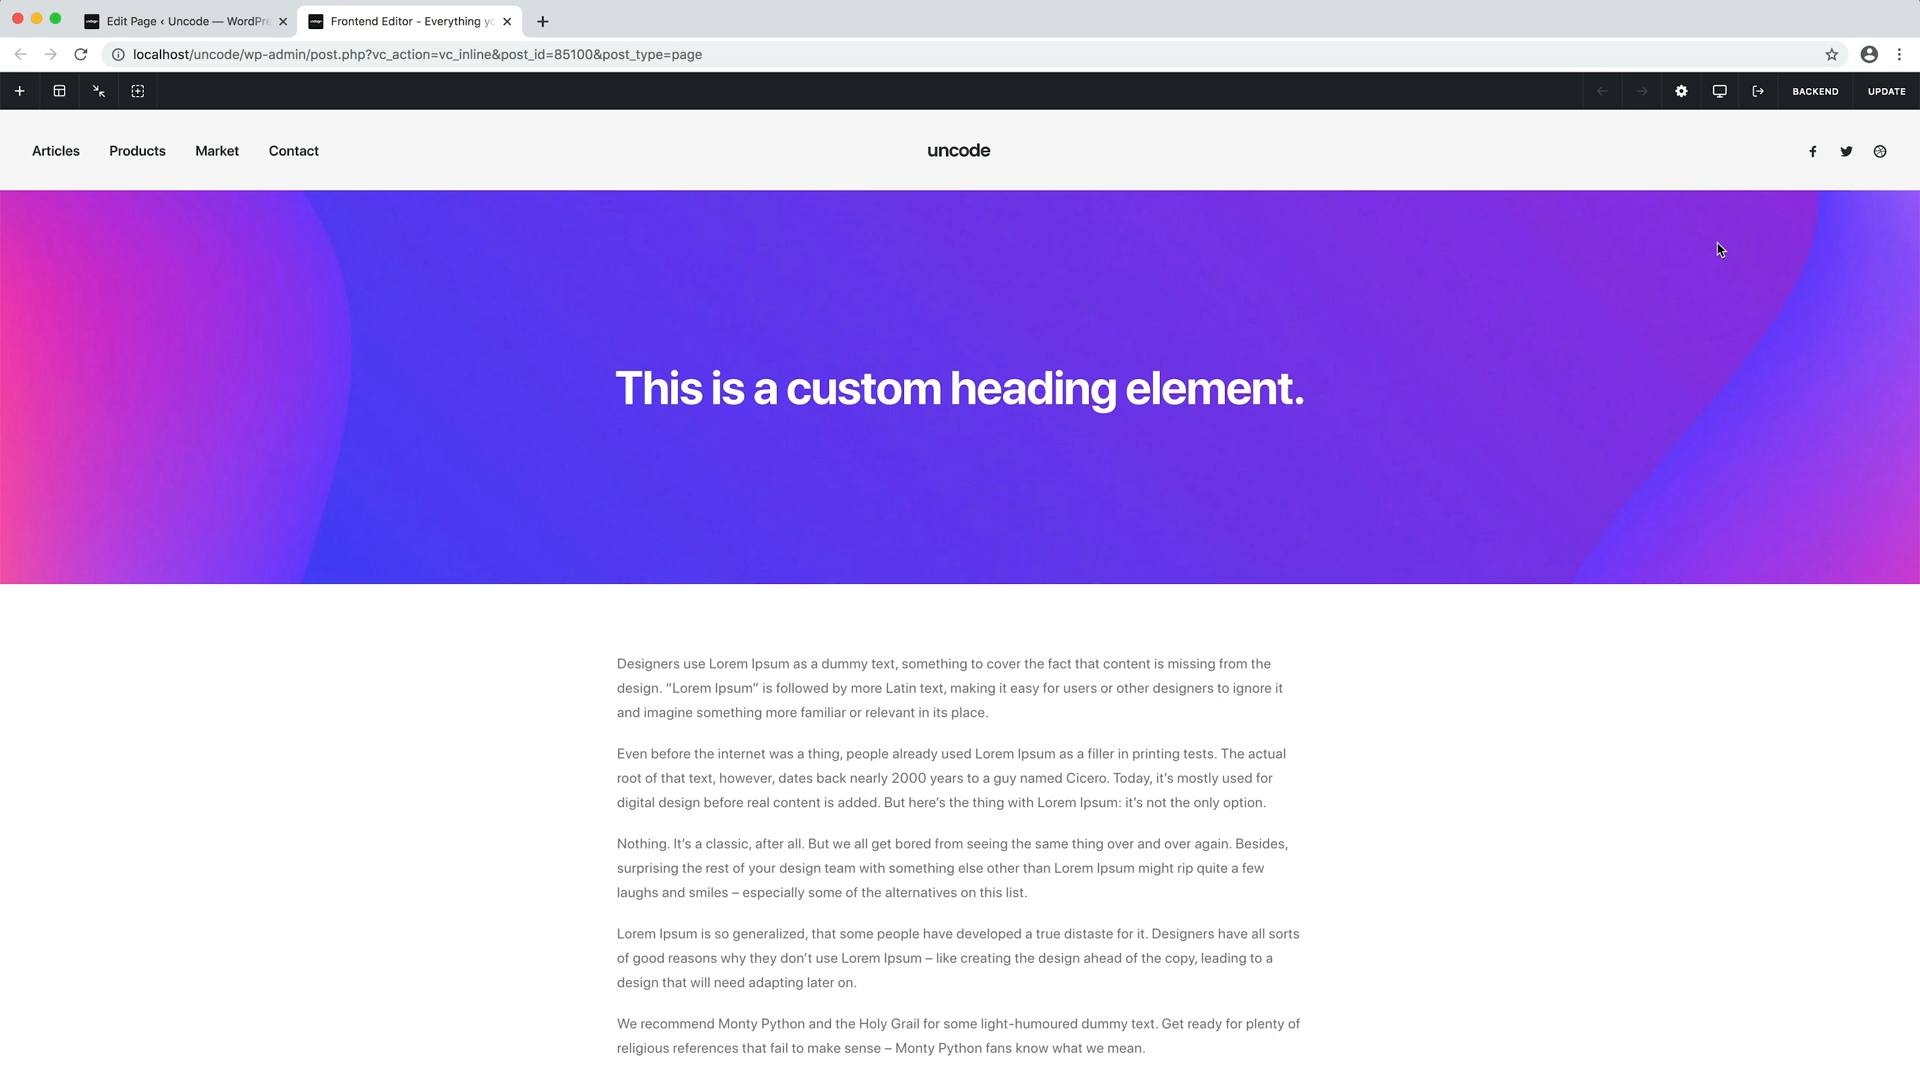 Edit Page ‹ Uncode — WordPre
Frontend Editor - Everything yo
localhost/uncode/wp-admin/post.php?vc_action=vc_inline&post_id=85100&post_type=page
BACKEND
UPDATE
Articles
Products
Market
Contact
uncode
This is a custom heading element.
Designers use Lorem Ipsum as a dummy text, something to cover the fact that content is missing from the
design. “Lorem Ipsum” is followed by more Latin text, making it easy for users or other designers to ignore it
and imagine something more familiar or relevant in its place.
Even before the internet was a thing, people already used Lorem Ipsum as a filler in printing tests. The actual
root of that text, however, dates back nearly 2000 years to a guy named Cicero. Today, it’s mostly used for
digital design before real content is added. But here’s the thing with Lorem Ipsum: it’s not the only option.
Nothing. It’s a classic, after all. But we all get bored from seeing the same thing over and over again. Besides,
surprising the rest of your design team with something else other than Lorem Ipsum might rip quite a few
laughs and smiles – especially some of the alternatives on this list.
Lorem Ipsum is so generalized, that some people have developed a true distaste for it. Designers have all sorts
of good reasons why they don’t use Lorem Ipsum – like creating the design ahead of the copy, leading to a
design that will need adapting later on.
We recommend Monty Python and the Holy Grail for some light-humoured dummy text. Get ready for plenty of
religious references that fail to make sense – Monty Python fans know what we mean.